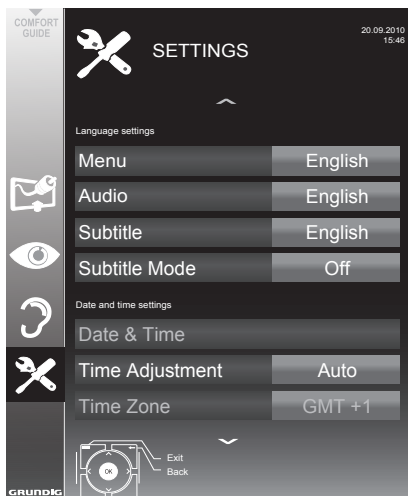 COMFORT
GUIDE
SETTINGS
20.09.2010
15:46
Language settings
Menu English
Audio English
Subtitle English
Subtitle Mode Off
Date and time settings
Date & Time
Time Adjustment Auto
Time Zone GMT +1
Exit
Back
OK
GRUNDIG